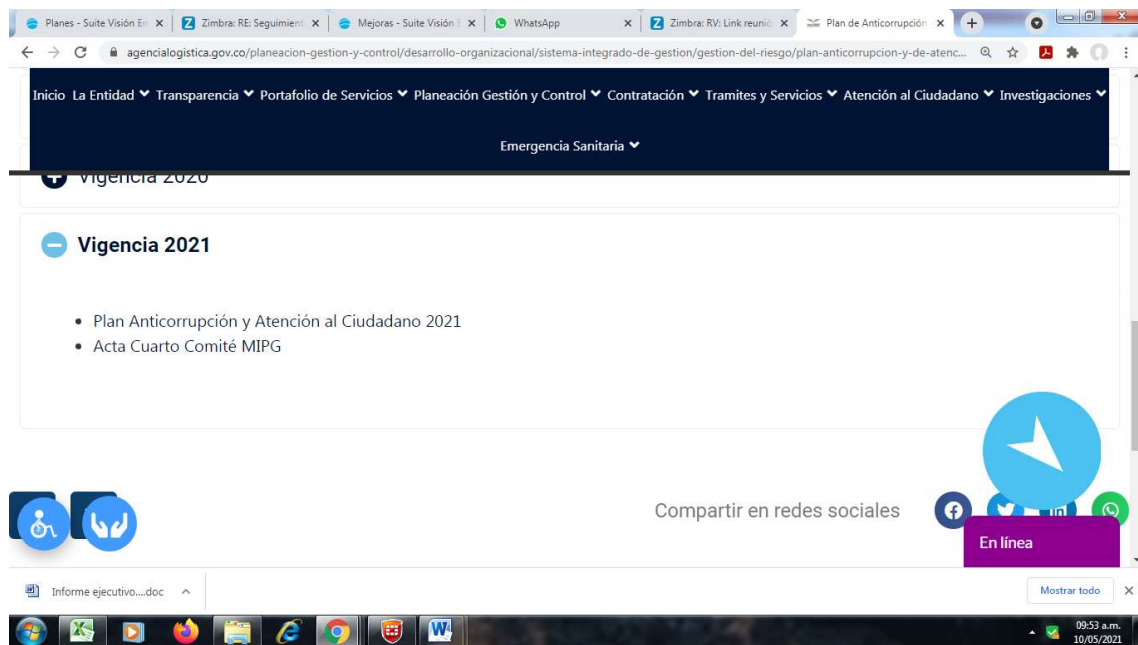 Planes - Suite Visión Em
Zimbra: RE: Seguimient
Mejoras - Suite Visión E
WhatsApp
Zimbra: RV: Link reunió
Plan de Anticorrupción
agencialogistica.gov.co/planeacion-gestion-y-control/desarrollo-organizacional/sistema-integrado-de-gestion/gestion-del-riesgo/plan-anticorrupcion-y-de-atenc...
Inicio La Entidad Transparencia Portafolio de Servicios Planeación Gestión y Control Contratación Tramites y Servicios Atención al Ciudadano Investigaciones
Emergencia Sanitaria
Vigencia 2020
Vigencia 2021
Plan Anticorrupción y Atención al Ciudadano 2021
Acta Cuarto Comité MIPG
Compartir en redes sociales
in
En línea
Informe ejecutivo....doc
Mostrar todo
09:53 a.m.
10/05/2021